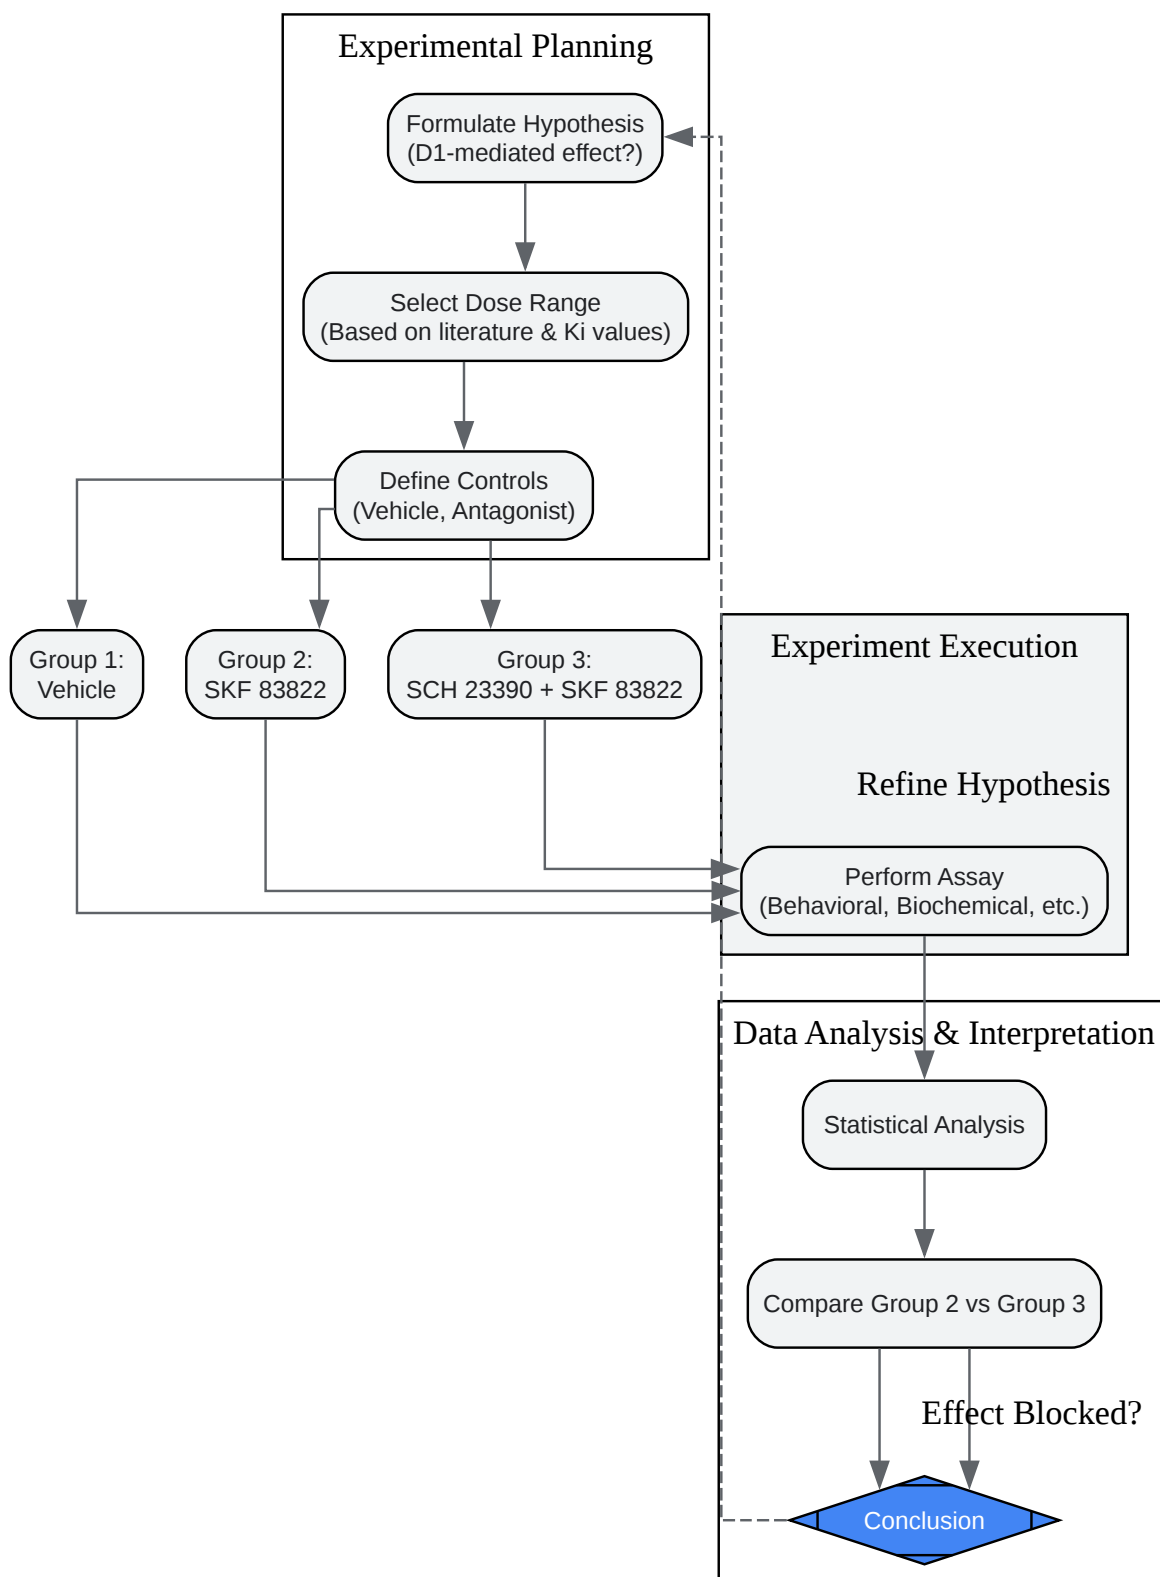 Experimental Planning
Formulate Hypothesis
(D1-mediated effect?)
Select Dose Range
(Based on literature & Ki values)
Define Controls
(Vehicle, Antagonist)
Group 1:
Vehicle
Group 2:
SKF 83822
Group 3:
SCH 23390 + SKF 83822
Experiment Execution
Refine Hypothesis
Perform Assay
(Behavioral, Biochemical, etc.)
Data Analysis & Interpretation
Statistical Analysis
Compare Group 2 vs Group 3
Effect Blocked?
Conclusion